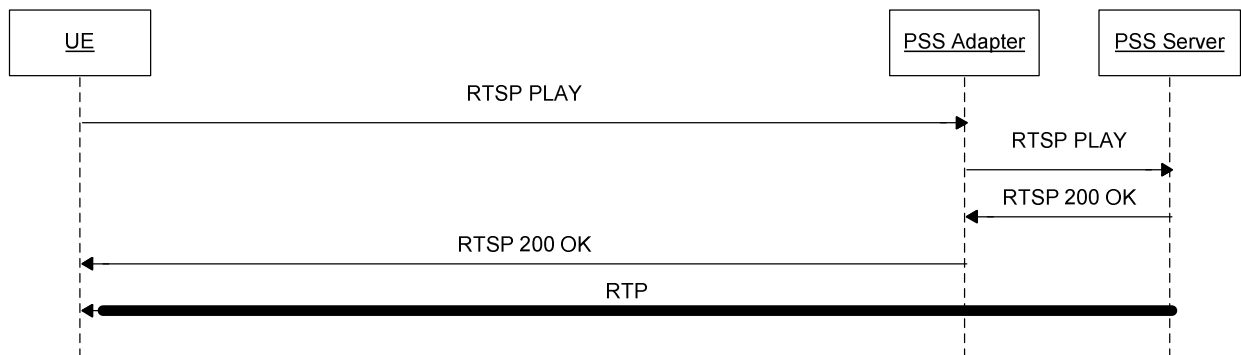 UE
PSS Adapter
PSS Server
RTSP PLAY
RTSP PLAY
RTSP 200 OK
RTSP 200 OK
RTP